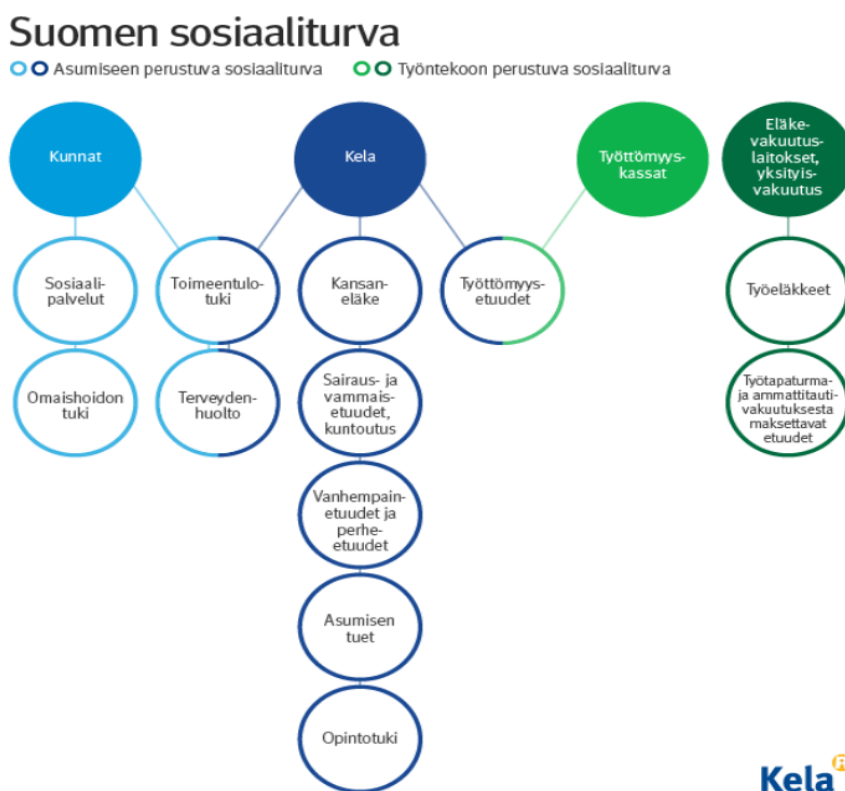 Suomen sosiaaliturva
Asumiseen perustuva sosiaaliturva
Työntekoon perustuva sosiaaliturva
Kunnat
Kela
Työttömyys-
kassat
Eläke-
vakuutus-
laitokset,
yksityis-
vakuutus
Sosiaali-
palvelut
Toimeentulo-
tuki
Kansan-
eläke
Työttömyys-
etuudet
Työeläkkeet
Omaishoidon
tuki
Terveyden-
huolto
Sairaus- ja
vammais-
etuudet,
kuntoutus
Työtapaturma-
ja ammattitauti-
vakuutuksesta
maksettavat
etuudet
Vanhempain-
etuudet ja
perhe-
etuudet
Asumisen
tuet
Opintotuki
Kela